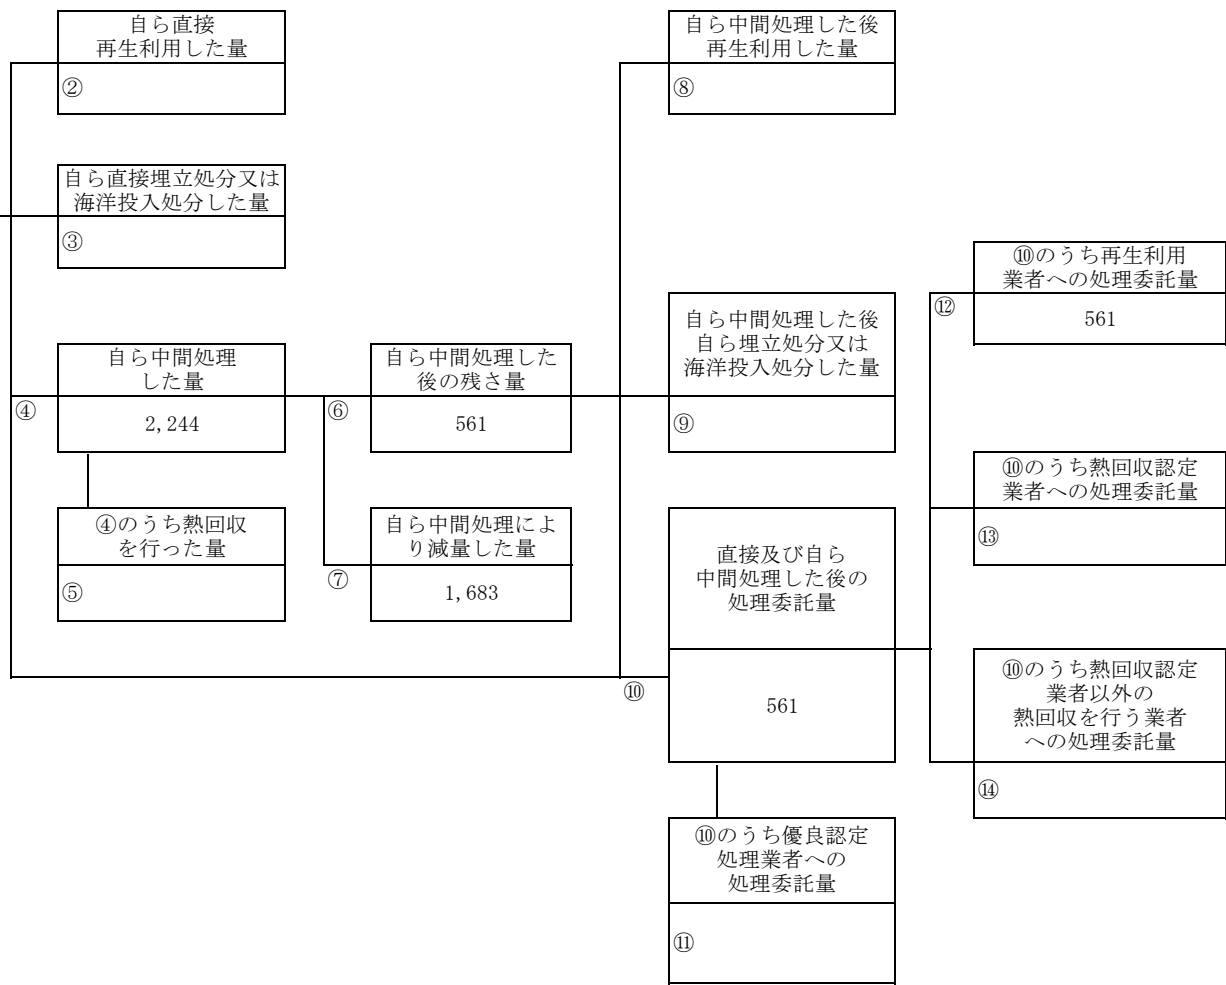 自ら直接
再生利用した量
②
自ら直接埋立処分又は
海洋投入処分した量
③
自ら中間処理
した量
④
2,244
④のうち熱回収
を行った量
⑤
自ら中間処理した
後の残さ量
⑥
561
自ら中間処理によ
り減量した量
⑦
1,683
自ら中間処理した後
再生利用した量
⑧
自ら中間処理した後
自ら埋立処分又は
海洋投入処分した量
⑨
直接及び自ら
中間処理した後の
処理委託量
⑩
561
⑩のうち優良認定
処理業者への
処理委託量
⑪
⑩のうち再生利用
業者への処理委託量
⑫
561
⑩のうち熱回収認定
業者への処理委託量
⑬
⑩のうち熱回収認定
業者以外の
熱回収を行う業者
への処理委託量
⑭